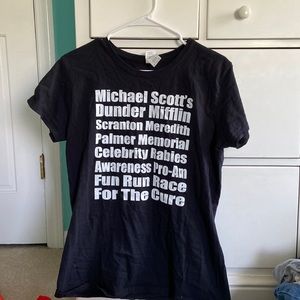 Michael Scott's
Dunder Mifflin
Scranton Meredith
Palmer Memorial
Celebrity Rabies
Awareness Pro-Am
Fun Run Race
For The Cure